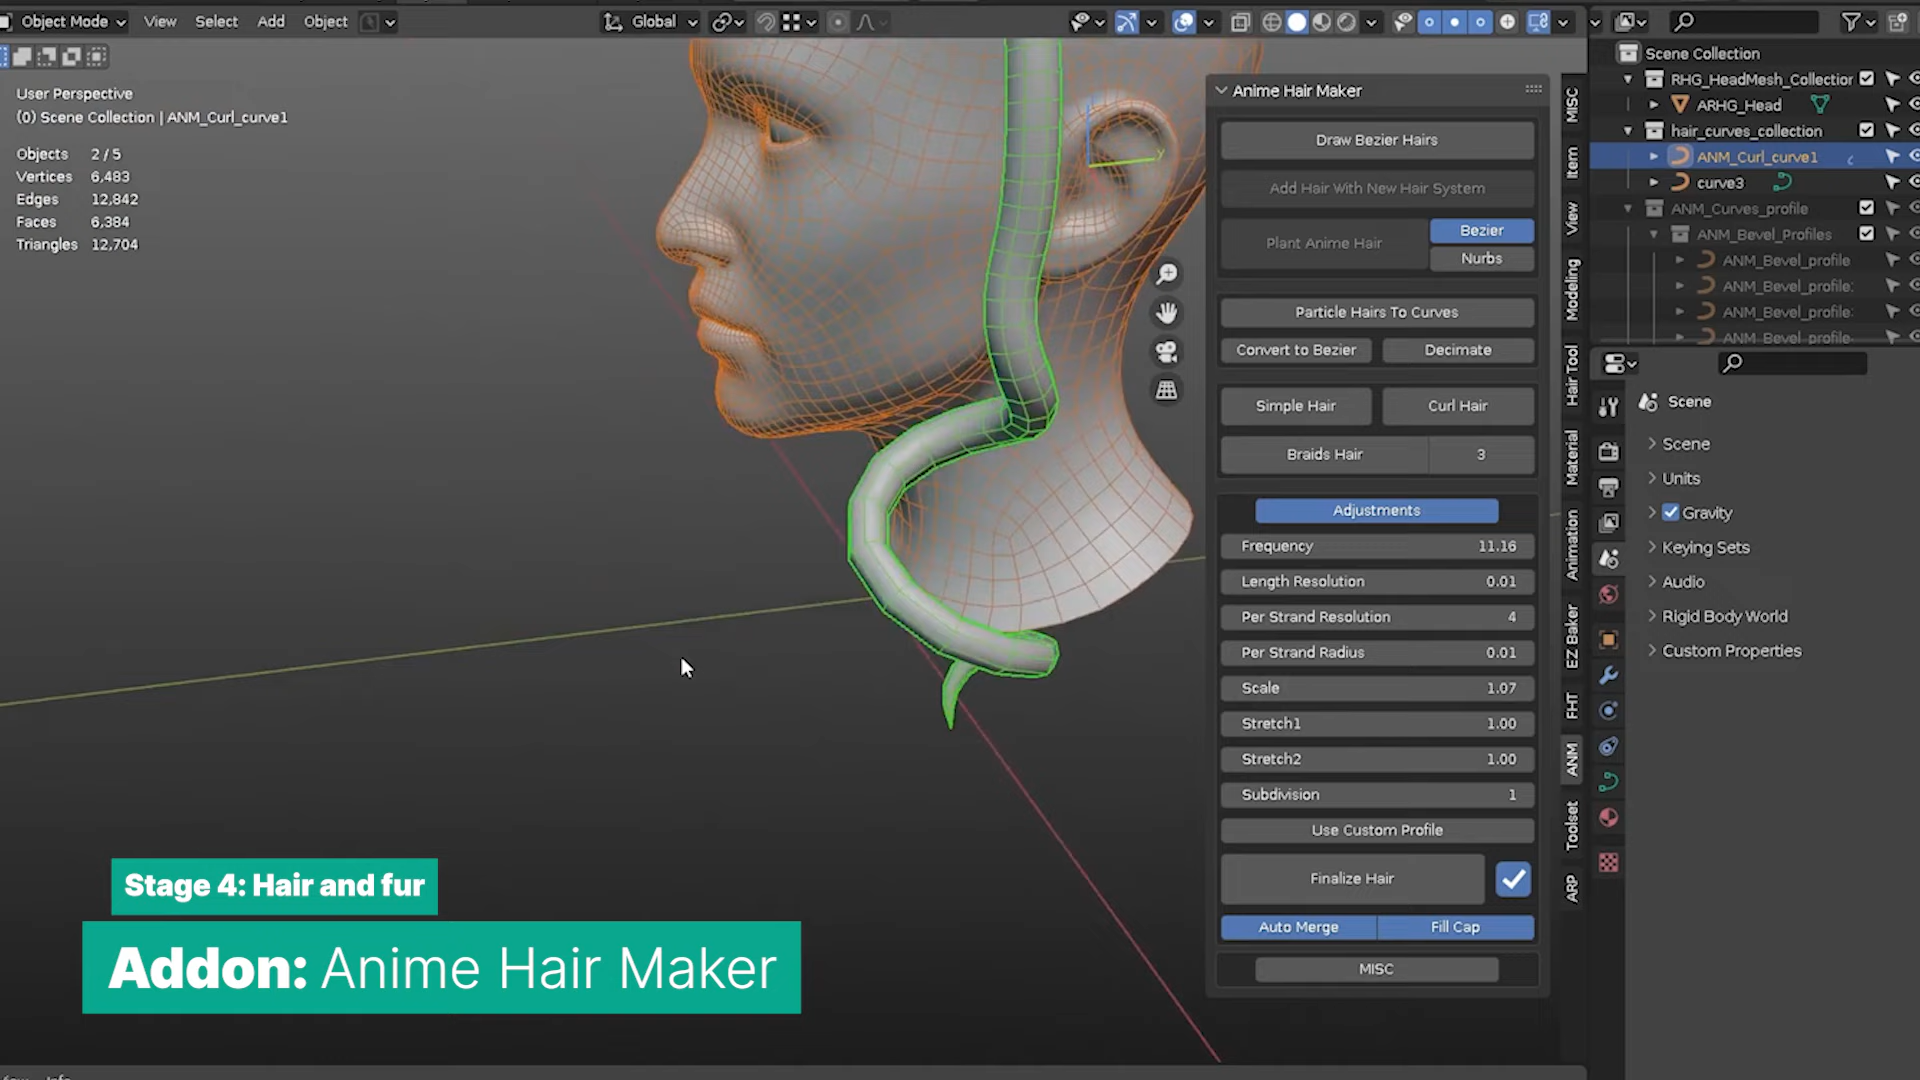 Object Mode View Select Add Object Global
User Perspective
(0) Scene Collection | ANM_Curl_curve1
Objects 2 / 5
Vertices 6,483
Edges 12,842
Faces 6,384
Triangles 12,704
Anime Hair Maker
Draw Bezier Hairs
Add Hair With New Hair System
Plant Anime Hair
Bezier
Nurbs
Particle Hairs To Curves
Convert to Bezier Decimate
Simple Hair Curl Hair
Braids Hair 3
Adjustments
Frequency 11.16
Length Resolution 0.01
Per Strand Resolution 4
Per Strand Radius 0.01
Scale 1.07
Stretch1 1.00
Stretch2 1.00
Subdivision 1
Use Custom Profile
Finalize Hair
Auto Merge Fill Cap
MISC
MISC
Item
View
Modeling
Hair Tool
Material
Animation
EZ Baker
FHT
ANM
Toolset
ARP
Scene Collection
RHG_HeadMesh_Collection
ARHG_Head
hair_curves_collection
ANM_Curl_curve1
curve3
ANM_Curves_profile
ANM_Bevel_Profiles
ANM_Bevel_profile
ANM_Bevel_profile
ANM_Bevel_profile
ANM_Bevel_profile
Scene
Scene
Units
Gravity
Keying Sets
Audio
Rigid Body World
Custom Properties
y
Stage 4: Hair and fur
Addon: Anime Hair Maker